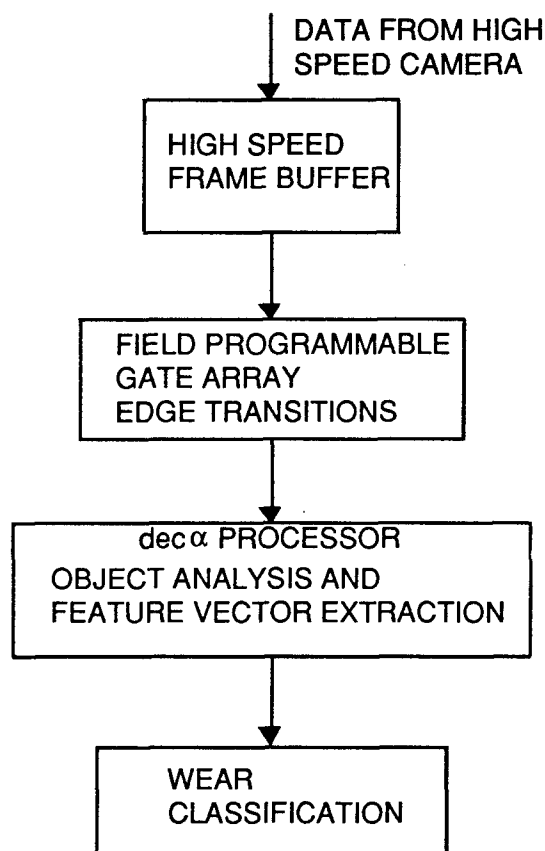 DATA FROM HIGH
SPEED CAMERA
HIGH SPEED
FRAME BUFFER
FIELD PROGRAMMABLE
GATE ARRAY
EDGE TRANSITIONS
dec α PROCESSOR
OBJECT ANALYSIS AND
FEATURE VECTOR EXTRACTION
WEAR
CLASSIFICATION